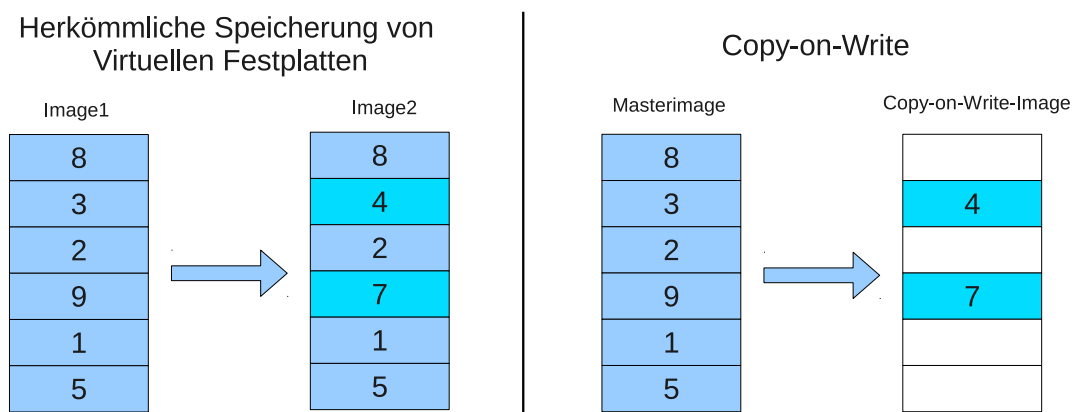 Herkömmliche Speicherung von
Virtuellen Festplatten
Image1
Image2
8
3
2
9
1
5
8
4
2
7
1
5
Copy-on-Write
Masterimage
Copy-on-Write-Image
8
3
2
9
1
5
4
7